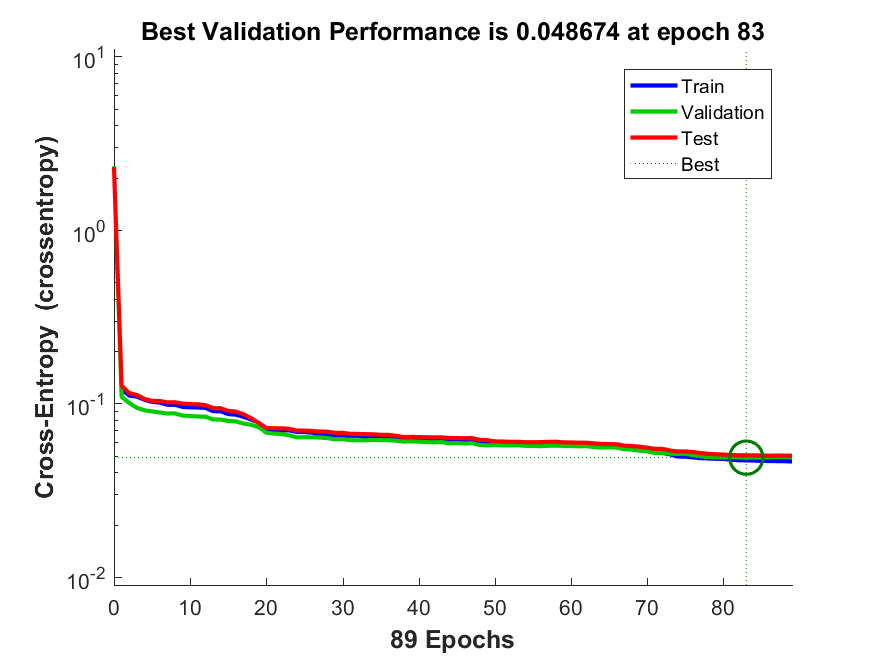 Best Validation Performance is 0.048674 at epoch 83
Train
Validation
Test
Best
Cross-Entropy (crossentropy)
10^1
10^0
10^-1
10^-2
0 10 20 30 40 50 60 70 80
89 Epochs